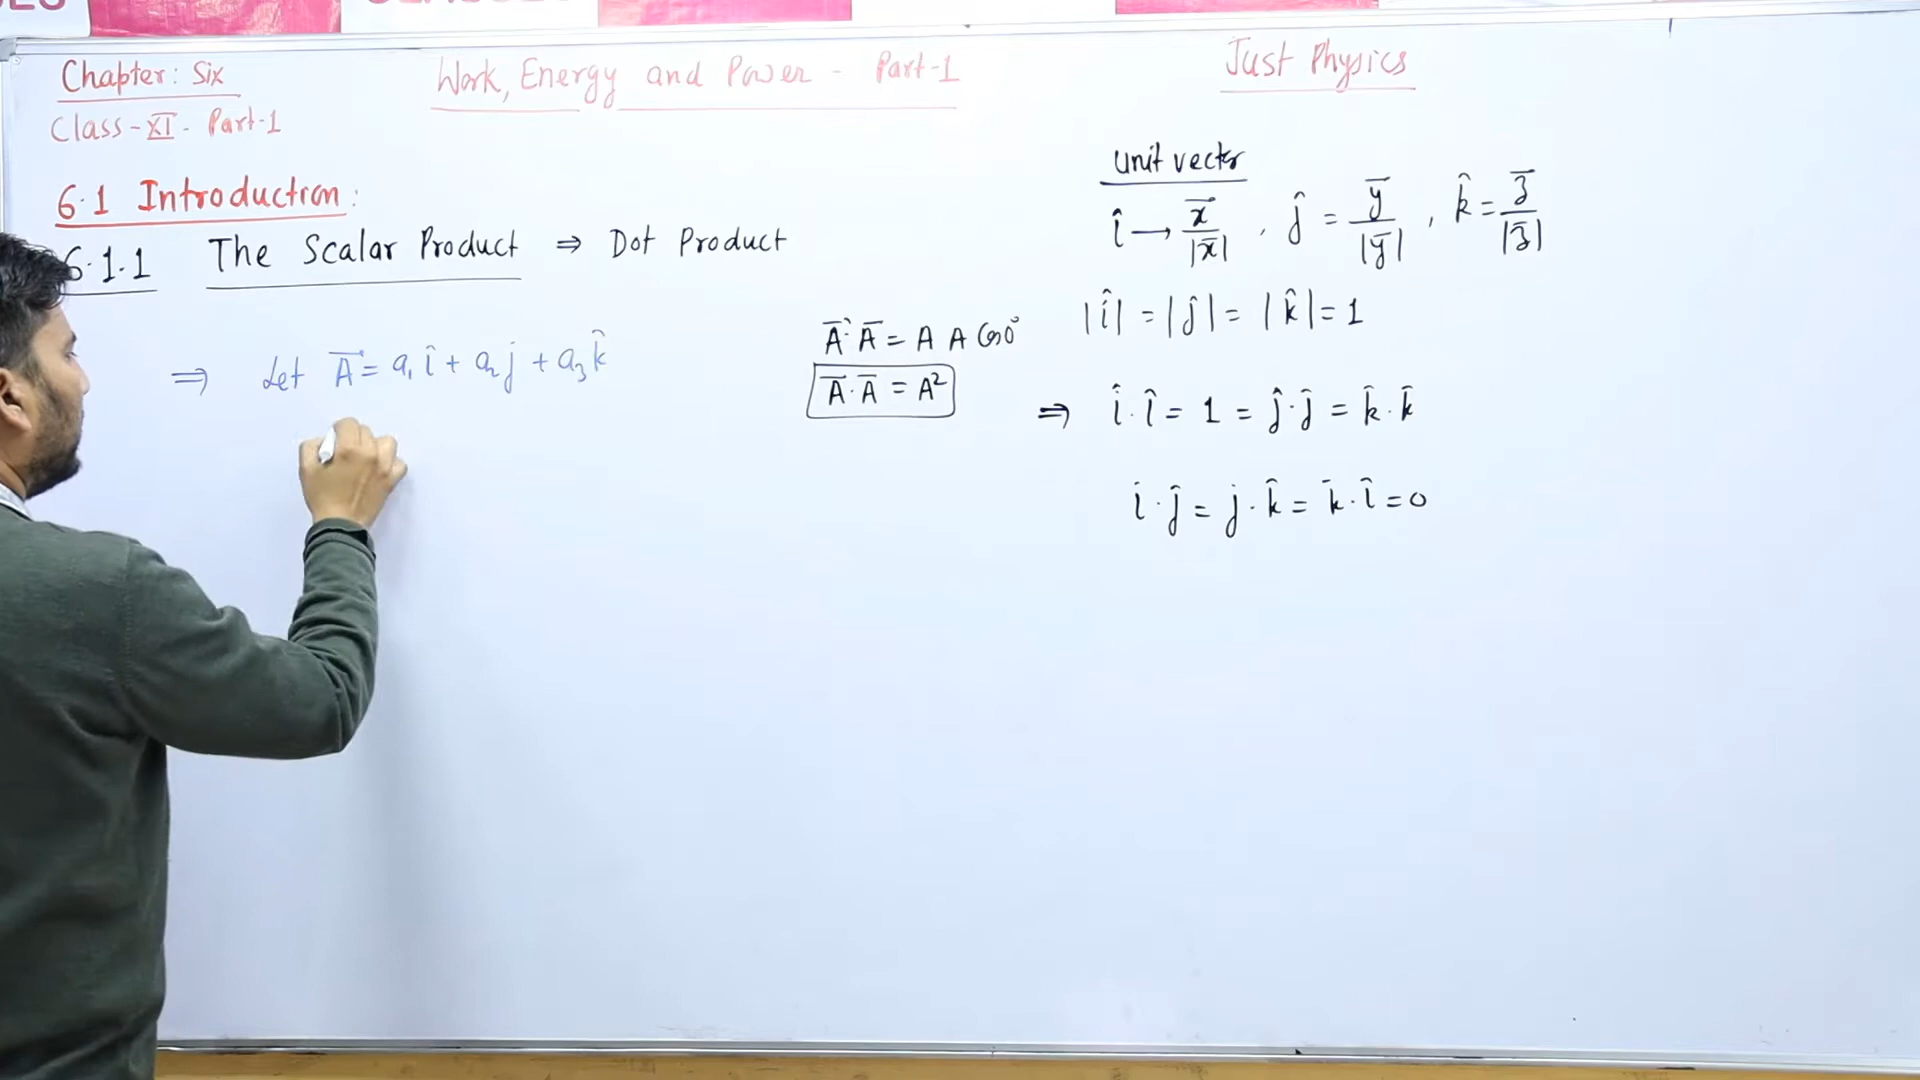 Chapter: Six
Work, Energy and Power - Part-1
Just Physics
Class-XI- Part-1
6.1 Introduction:
6.1.1 The Scalar Product ⇒ Dot Product
⇒ Let A̅ = a₁ î + a₂ j + a₃ k̂
A̅·A̅ = A A Cos0°
A̅·A̅ = A²
unit vector
î → x̅/|x̅| , ĵ = y̅/|y̅| , k̂ = z̅/|z̅|
|î| = |ĵ| = |k̂| = 1
⇒ î·î = 1 = ĵ·ĵ = k̂·k̂
i·ĵ = j·k̂ = k̅·î = 0